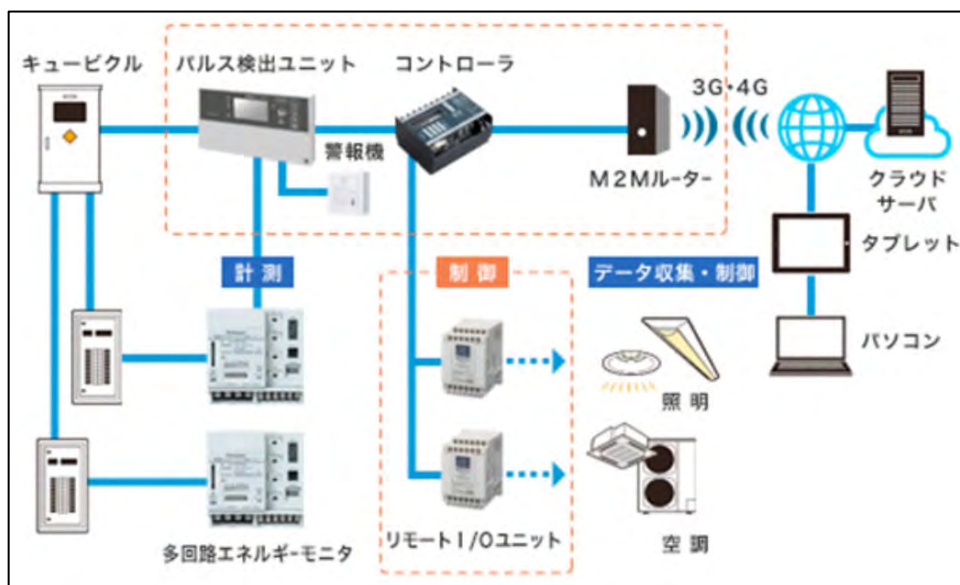 キュービクル
パルス検出ユニット
コントローラ
3G・4G
警報機
M2Mルーター
クラウド
サーバ
タブレット
計測
制御
データ収集・制御
パソコン
照明
多回路エネルギーモニタ
リモートI/Oユニット
空調